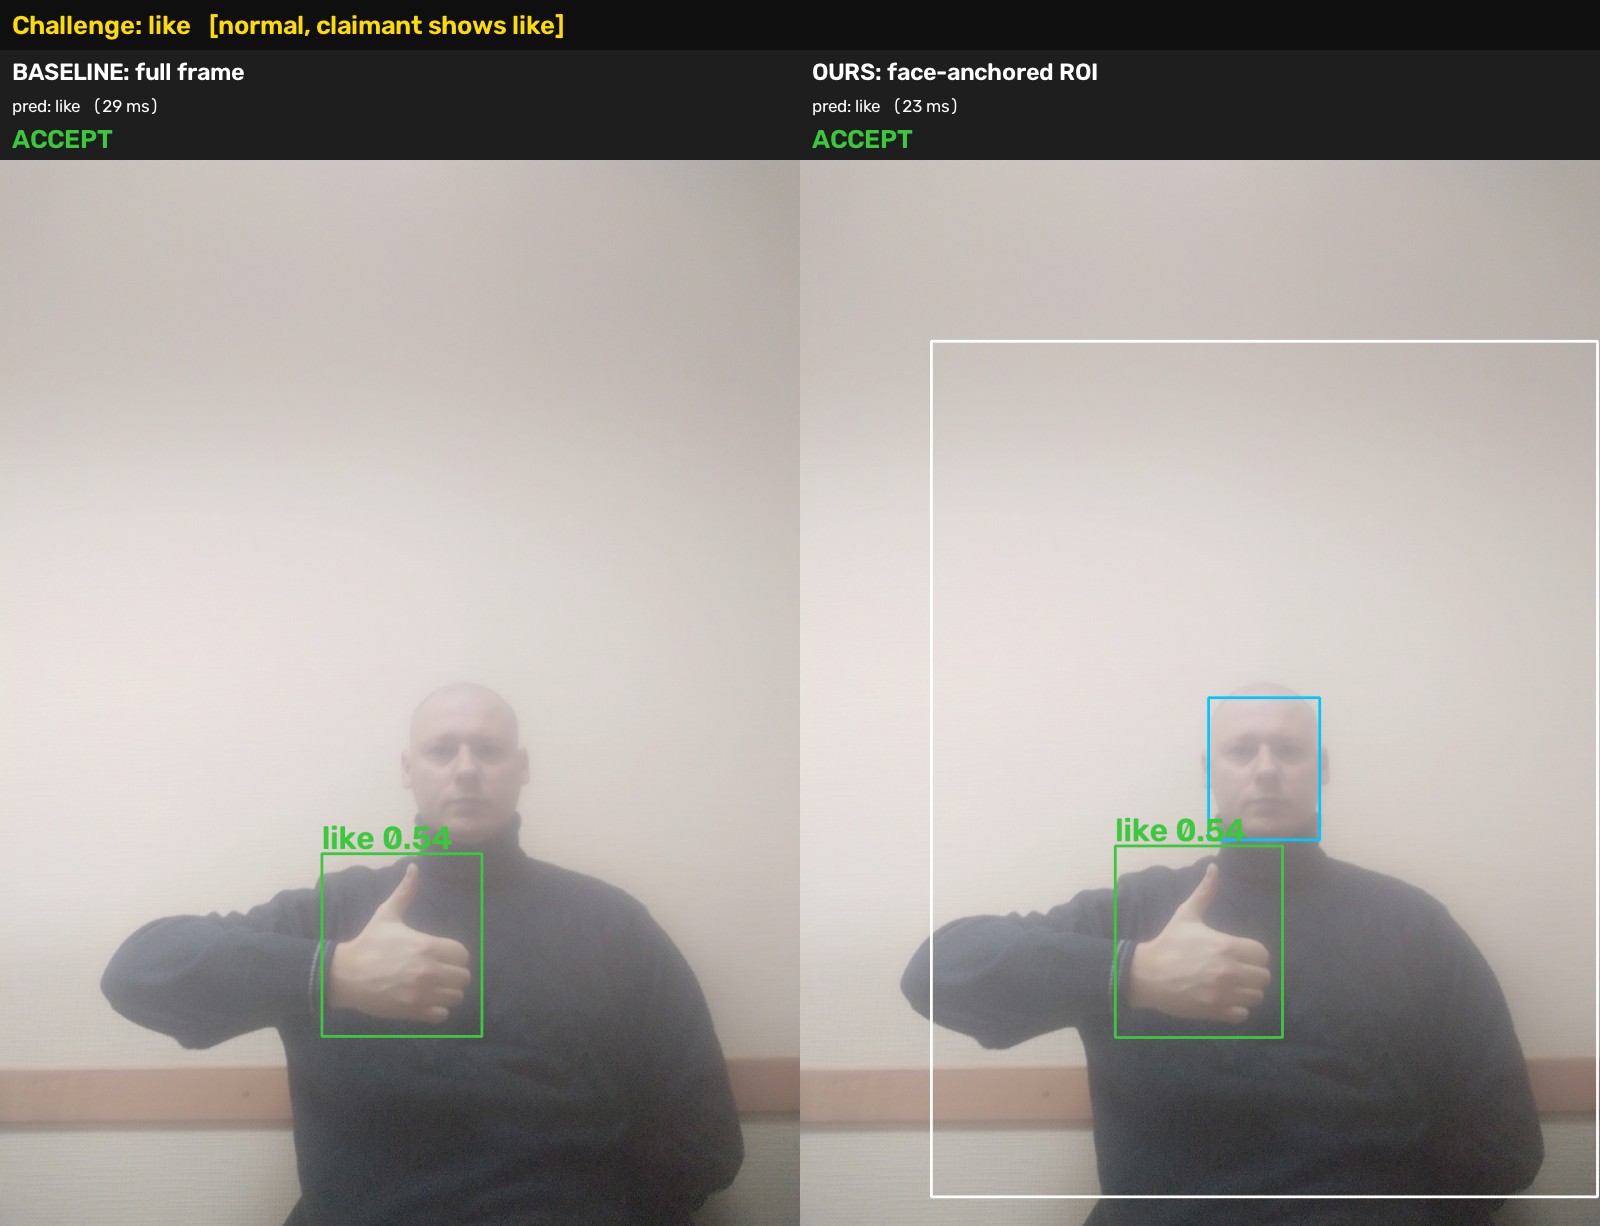 Challenge: like [normal, claimant shows like]
BASELINE: full frame
pred: like (29 ms)
ACCEPT
OURS: face-anchored ROI
pred: like (23 ms)
ACCEPT
like 0.54
like 0.54